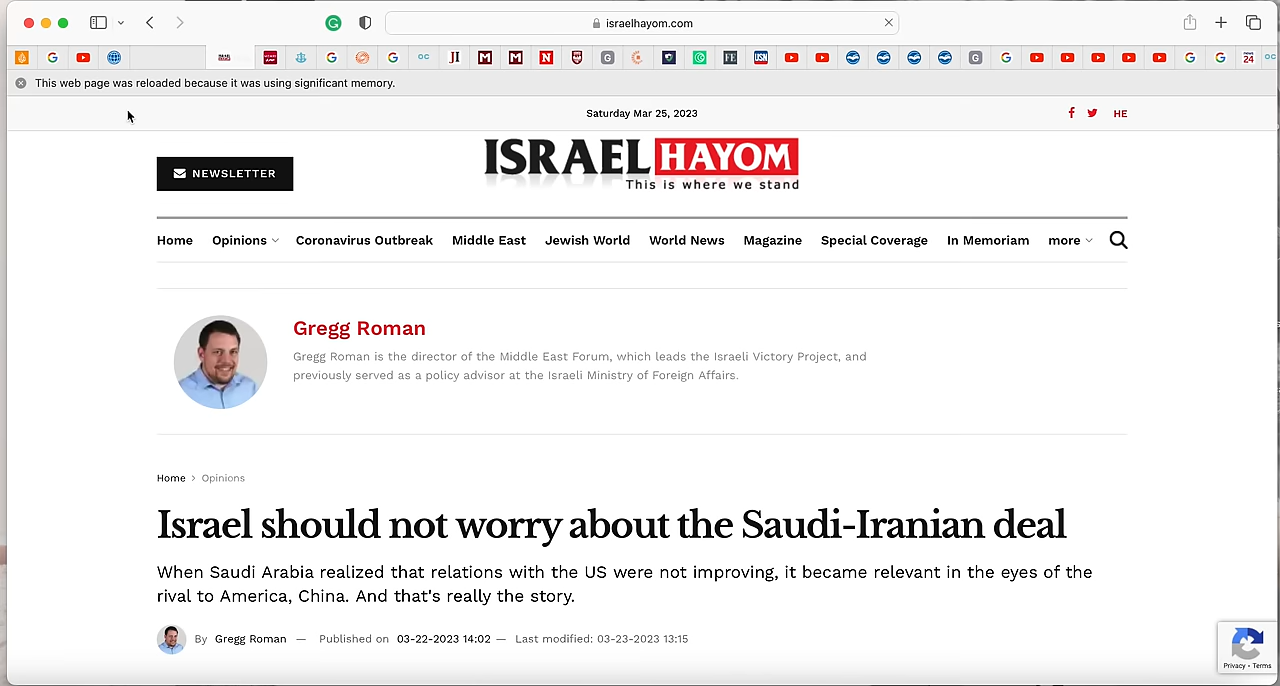 israelhayom.com
This web page was reloaded because it was using significant memory.
Saturday Mar 25, 2023
HE
NEWSLETTER
ISRAEL HAYOM
This is where we stand
Home Opinions Coronavirus Outbreak Middle East Jewish World World News Magazine Special Coverage In Memoriam more
Gregg Roman
Gregg Roman is the director of the Middle East Forum, which leads the Israeli Victory Project, and
previously served as a policy advisor at the Israeli Ministry of Foreign Affairs.
Home > Opinions
Israel should not worry about the Saudi-Iranian deal
When Saudi Arabia realized that relations with the US were not improving, it became relevant in the eyes of the
rival to America, China. And that's really the story.
By Gregg Roman — Published on 03-22-2023 14:02 — Last modified: 03-23-2023 13:15
Privacy - Terms